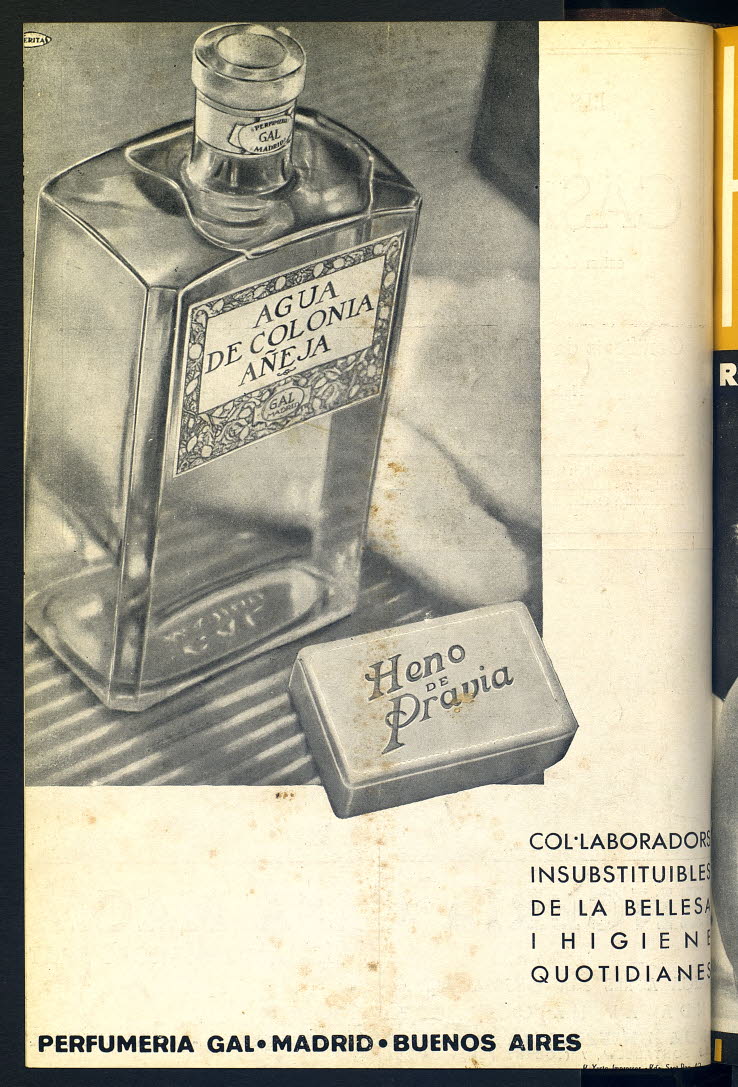 VERITAS
PERFUMERIA
GAL
MADRID
AGUA
DE COLONIA
AÑEJA
GAL
MADRID
Heno
DE
Pravia
COL·LABORADORS
INSUBSTITUIBLES
DE LA BELLESA
I HIGIENE
QUOTIDIANES
PERFUMERIA GAL • MADRID • BUENOS AIRES
R